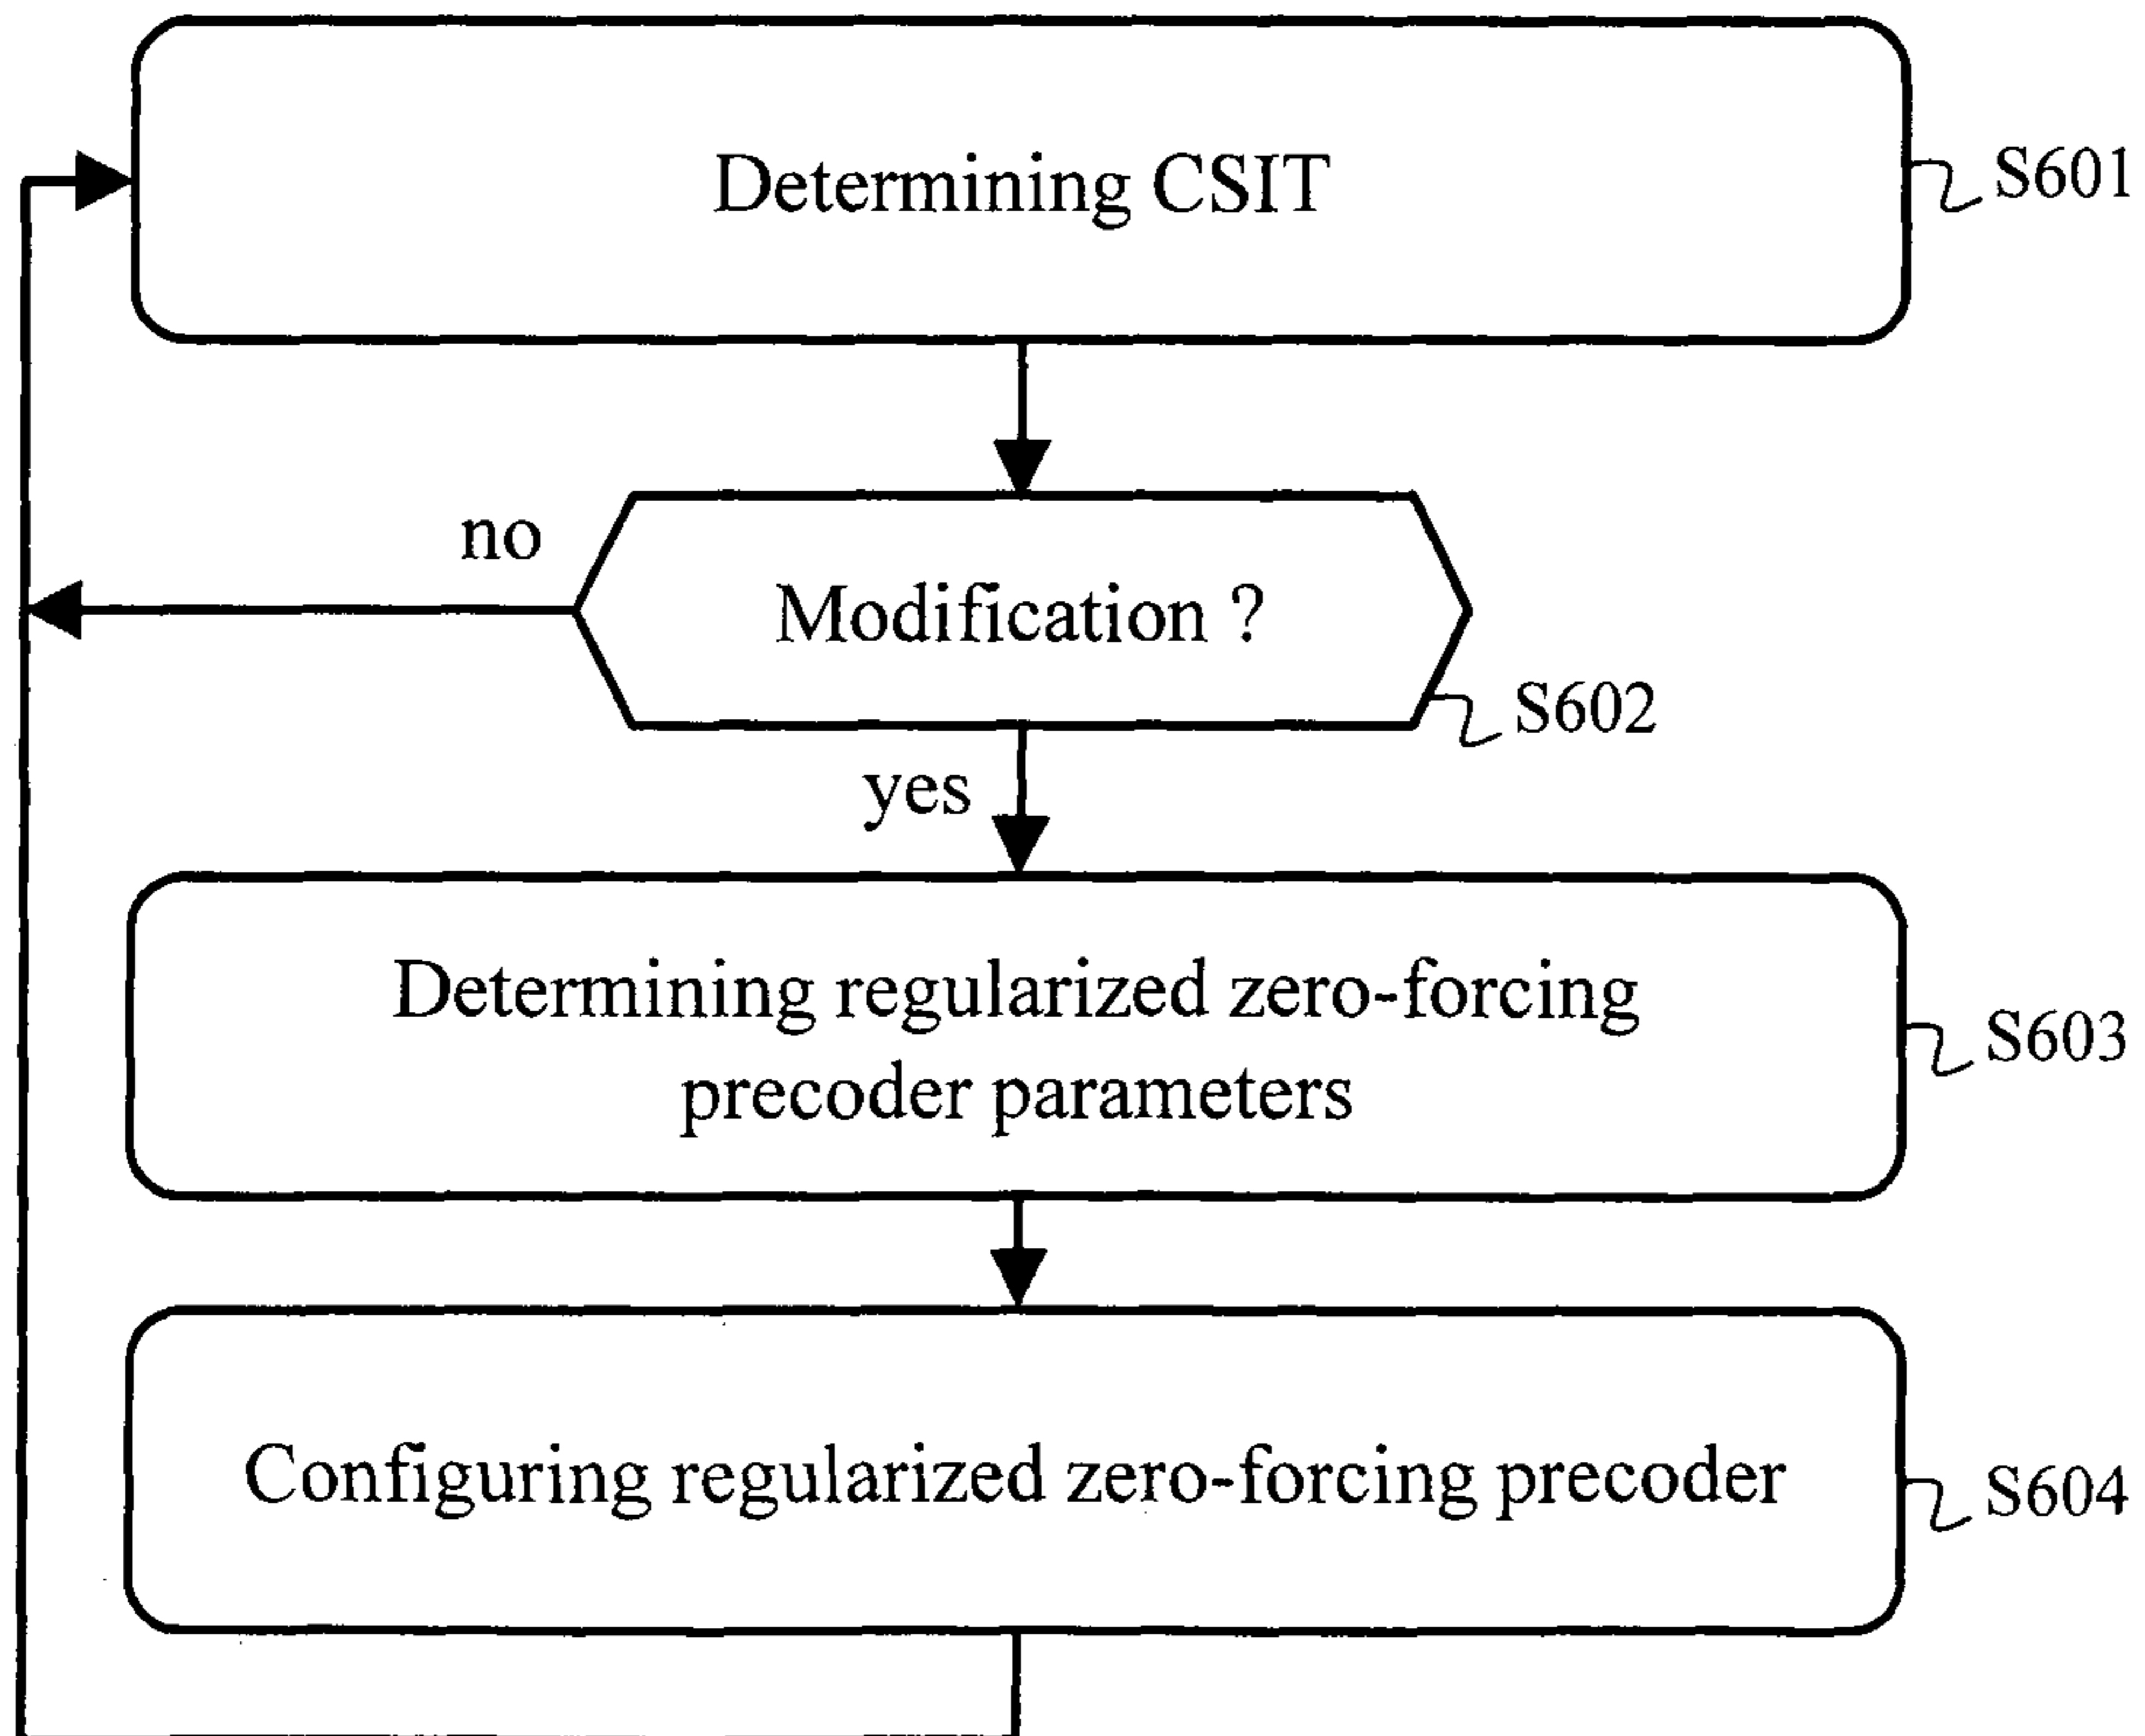 Determining CSIT
S601
no
Modification ?
S602
yes
Determining regularized zero-forcing
precoder parameters
S603
Configuring regularized zero-forcing precoder
S604